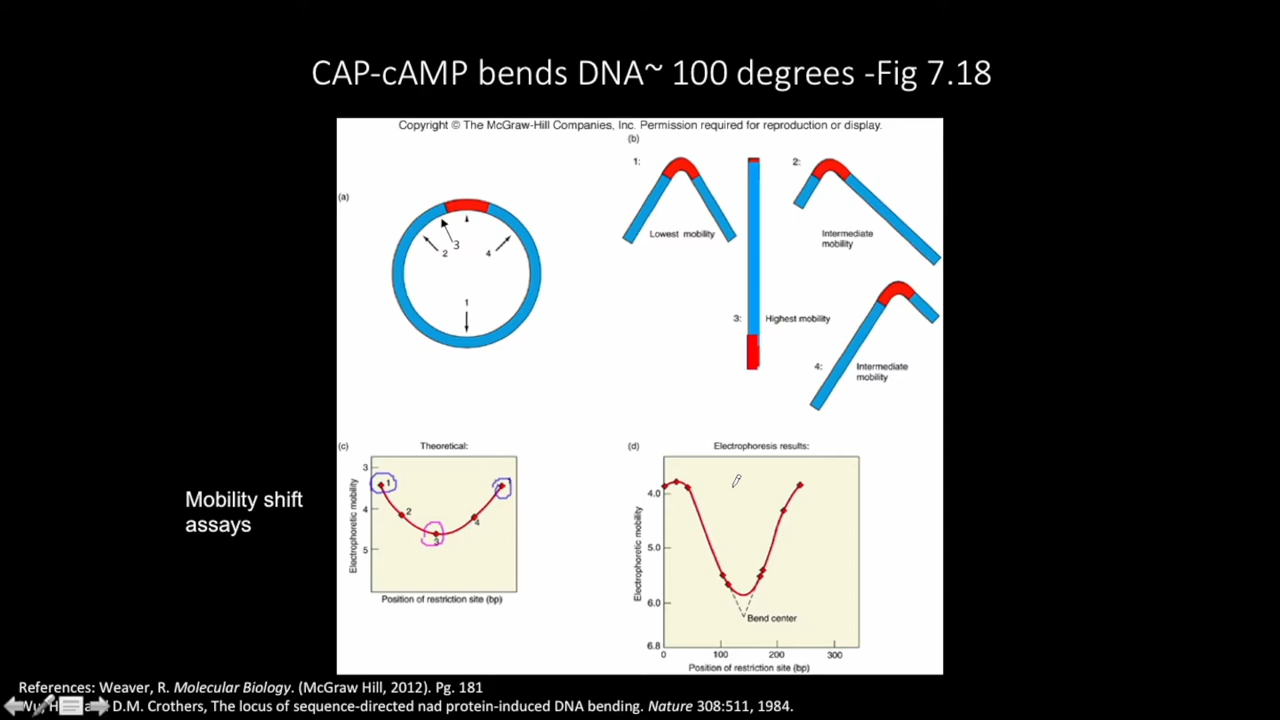 CAP-cAMP bends DNA~ 100 degrees -Fig 7.18
Copyright © The McGraw-Hill Companies, Inc. Permission required for reproduction or display.
(a)
3
2
4
1
(b)
1:
Lowest mobility
2:
Intermediate
mobility
3:
Highest mobility
4:
Intermediate
mobility
(c)
Theoretical:
3
4
5
Electrophoretic mobility
1
2
3
4
Position of restriction site (bp)
(d)
Electrophoresis results:
4.0
5.0
6.0
6.8
Electrophoretic mobility
Bend center
0
100
200
300
Position of restriction site (bp)
Mobility shift
assays
References: Weaver, R. Molecular Biology. (McGraw Hill, 2012). Pg. 181
D.M. Crothers, The locus of sequence-directed nad protein-induced DNA bending. Nature 308:511, 1984.